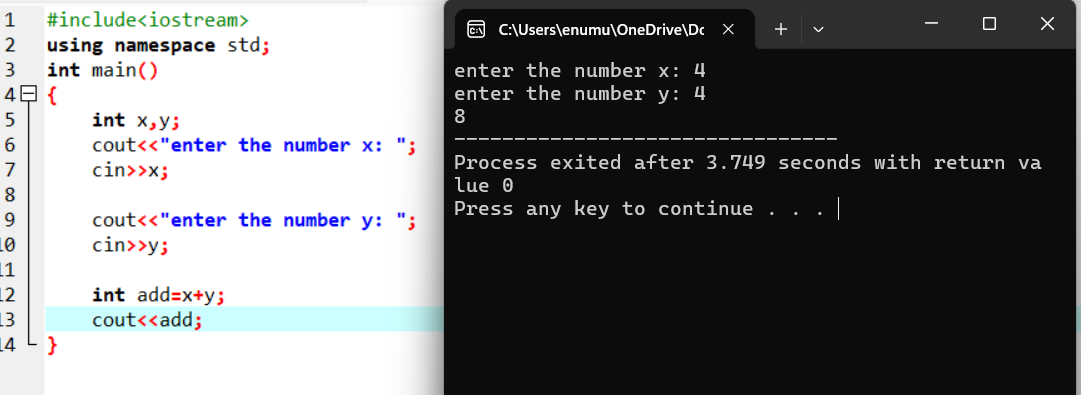 1 #include<iostream>
2 using namespace std;
3 int main()
4 {
5 int x,y;
6 cout<<"enter the number x: ";
7 cin>>x;
8
9 cout<<"enter the number y: ";
10 cin>>y;
11
12 int add=x+y;
13 cout<<add;
14 }
C:\Users\enumu\OneDrive\Dc
enter the number x: 4
enter the number y: 4
8
--------------------------------
Process exited after 3.749 seconds with return va
lue 0
Press any key to continue . . .